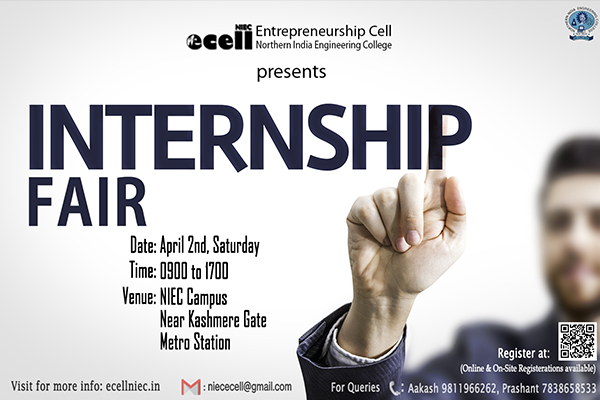 NIEC
ecell
Entrepreneurship Cell
Northern India Engineering College
presents
INTERNSHIP
FAIR
Date: April 2nd, Saturday
Time: 0900 to 1700
Venue: NIEC Campus
Near Kashmere Gate
Metro Station
Register at:
(Online & On-Site Registerations available)
Visit for more info: ecellniec.in
: niececell@gmail.com
For Queries : Aakash 9811966262, Prashant 7838658533